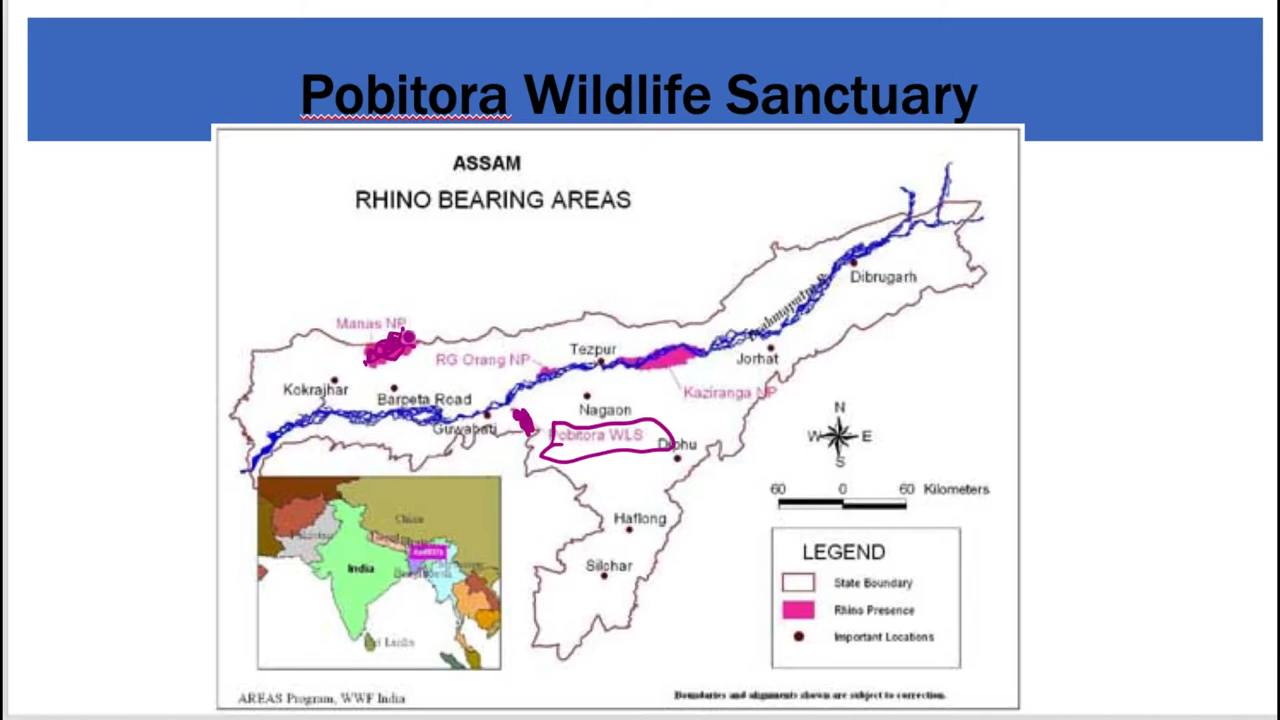 Pobitora Wildlife Sanctuary
ASSAM
RHINO BEARING AREAS
Dibrugarh
Manas NP
Tezpur
RG Orang NP
Jorhat
Kokrajhar
Barpeta Road
Kaziranga NP
Nagaon
Guwahati
Pobitora WLS
Diphu
N
W E
S
60 0 60 Kilometers
Haflong
Silchar
China
India
LEGEND
State Boundary
Rhino Presence
Important Locations
AREAS Program, WWF India
Boundaries and alignments shown are subject to correction.